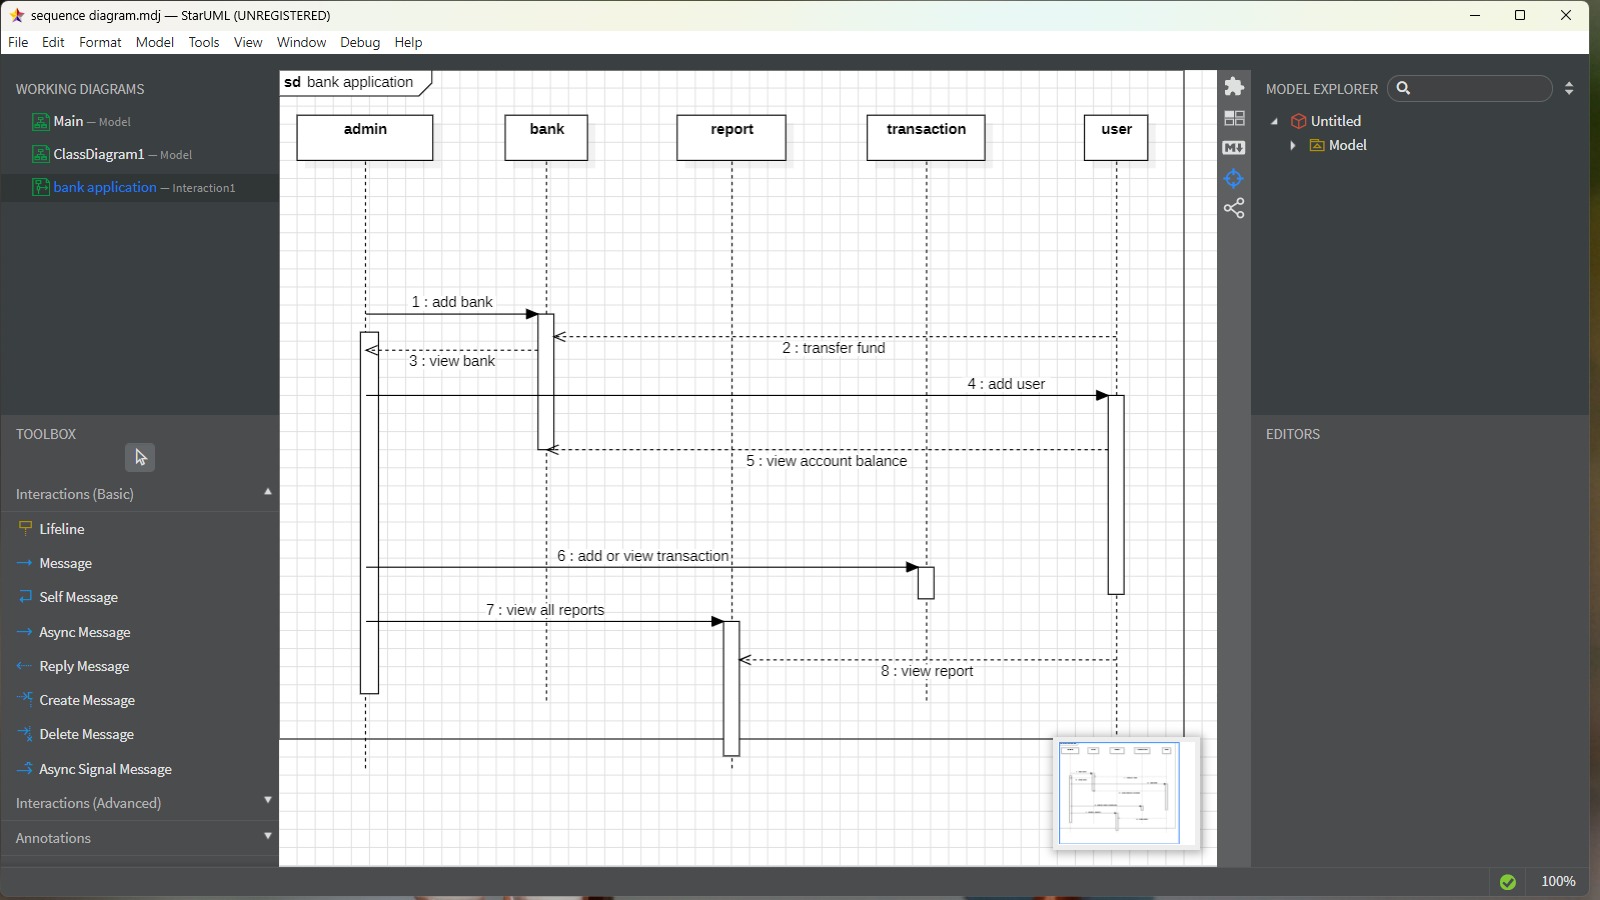 sequence diagram.mdj — StarUML (UNREGISTERED)
File Edit Format Model Tools View Window Debug Help
WORKING DIAGRAMS
Main — Model
ClassDiagram1 — Model
bank application — Interaction1
TOOLBOX
Interactions (Basic)
Lifeline
Message
Self Message
Async Message
Reply Message
Create Message
Delete Message
Async Signal Message
Interactions (Advanced)
Annotations
sd bank application
admin bank report transaction user
1 : add bank
2 : transfer fund
3 : view bank
4 : add user
5 : view account balance
6 : add or view transaction
7 : view all reports
8 : view report
M
MODEL EXPLORER
Untitled
Model
EDITORS
100%